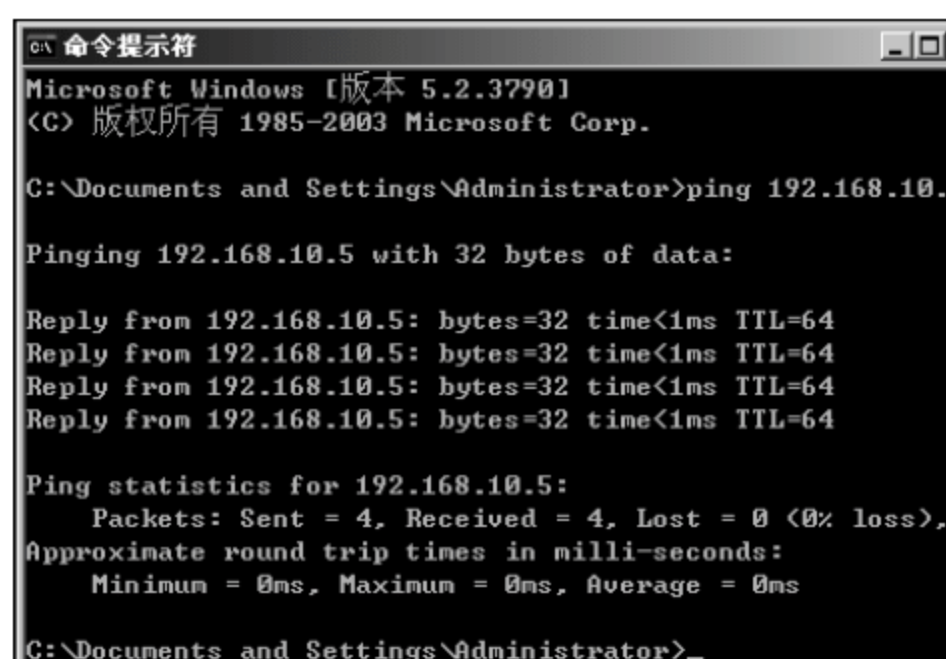 命令提示符
Microsoft Windows [版本 5.2.3790]
(C) 版权所有 1985-2003 Microsoft Corp.
C:\Documents and Settings\Administrator>ping 192.168.10.
Pinging 192.168.10.5 with 32 bytes of data:
Reply from 192.168.10.5: bytes=32 time<1ms TTL=64
Reply from 192.168.10.5: bytes=32 time<1ms TTL=64
Reply from 192.168.10.5: bytes=32 time<1ms TTL=64
Reply from 192.168.10.5: bytes=32 time<1ms TTL=64
Ping statistics for 192.168.10.5:
Packets: Sent = 4, Received = 4, Lost = 0 (0% loss),
Approximate round trip times in milli-seconds:
Minimum = 0ms, Maximum = 0ms, Average = 0ms
C:\Documents and Settings\Administrator>_